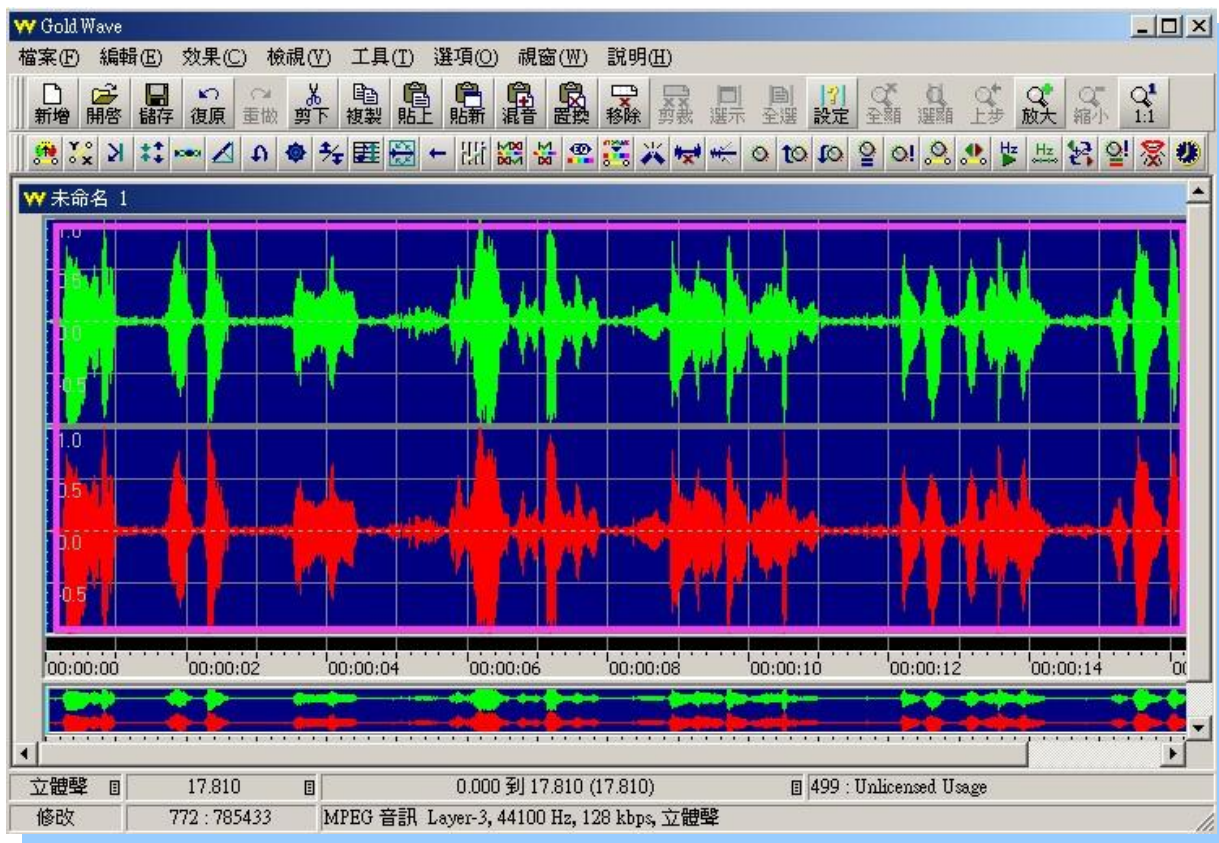 Gold Wave
檔案(F) 編輯(E) 效果(C) 檢視(V) 工具(T) 選項(O) 視窗(W) 說明(H)
新增 開啓 儲存 復原 重做 剪下 複製 貼上 貼新 混音 置換 移除 剪裁 選示 全選 設定 全顯 選顯 上步 放大 縮小 1:1
Hz Hz
未命名 1
1.0
0.5
0.0
-0.5
1.0
0.5
0.0
-0.5
00:00:00 00:00:02 00:00:04 00:00:06 00:00:08 00:00:10 00:00:12 00:00:14 00
立體聲 17.810 0.000 到 17.810 (17.810) 499 : Unlicensed Usage
修改 772 : 785433 MPEG 音訊 Layer-3, 44100 Hz, 128 kbps, 立體聲